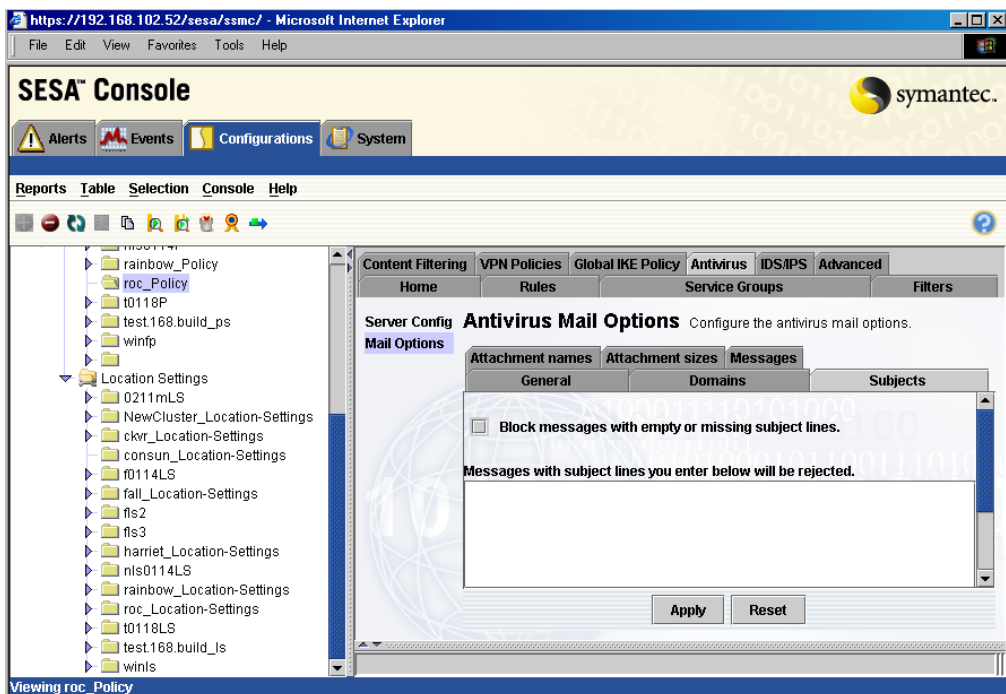 https://192.168.102.52/sesa/ssmc/ - Microsoft Internet Explorer
File Edit View Favorites Tools Help
SESA™ Console
symantec.
Alerts Events Configurations System
Reports Table Selection Console Help
rainbow_Policy
roc_Policy
t0118P
test.168.build_ps
winfp
Location Settings
0211mLS
NewCluster_Location-Settings
ckvr_Location-Settings
consun_Location-Settings
f0114LS
fall_Location-Settings
fls2
fls3
harriet_Location-Settings
nls0114LS
rainbow_Location-Settings
roc_Location-Settings
t0118LS
test.168.build_ls
winls
Content Filtering VPN Policies Global IKE Policy Antivirus IDS/IPS Advanced
Home Rules Service Groups Filters
Server Config
Mail Options
Antivirus Mail Options Configure the antivirus mail options.
Attachment names Attachment sizes Messages
General Domains Subjects
Block messages with empty or missing subject lines.
Messages with subject lines you enter below will be rejected.
Apply Reset
Viewing roc_Policy